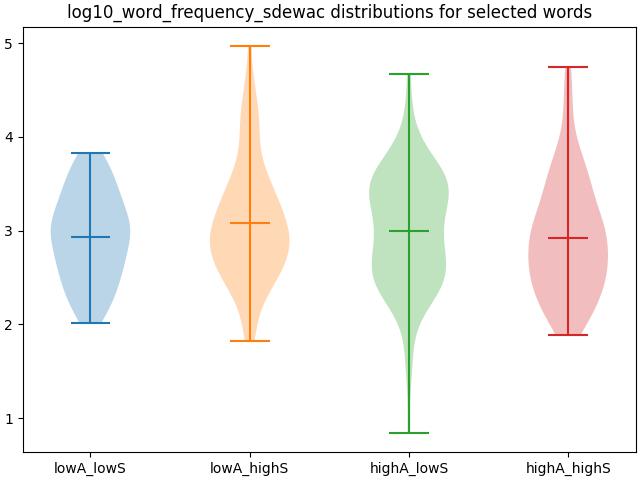 log10_word_frequency_sdewac distributions for selected words
5
4
3
2
1
lowA_lowS lowA_highS highA_lowS highA_highS